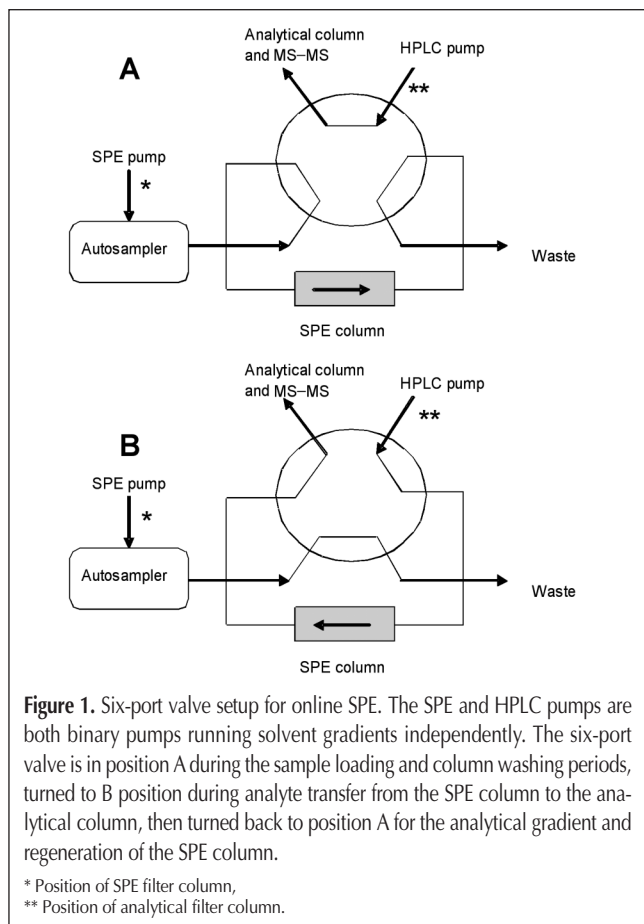 A
Analytical column
and MS–MS
HPLC pump
**
SPE pump
*
Autosampler
Waste
SPE column
B
Analytical column
and MS–MS
HPLC pump
**
SPE pump
*
Autosampler
Waste
SPE column
Figure 1. Six-port valve setup for online SPE. The SPE and HPLC pumps are
both binary pumps running solvent gradients independently. The six-port
valve is in position A during the sample loading and column washing periods,
turned to B position during analyte transfer from the SPE column to the ana-
lytical column, then turned back to position A for the analytical gradient and
regeneration of the SPE column.
* Position of SPE filter column,
** Position of analytical filter column.